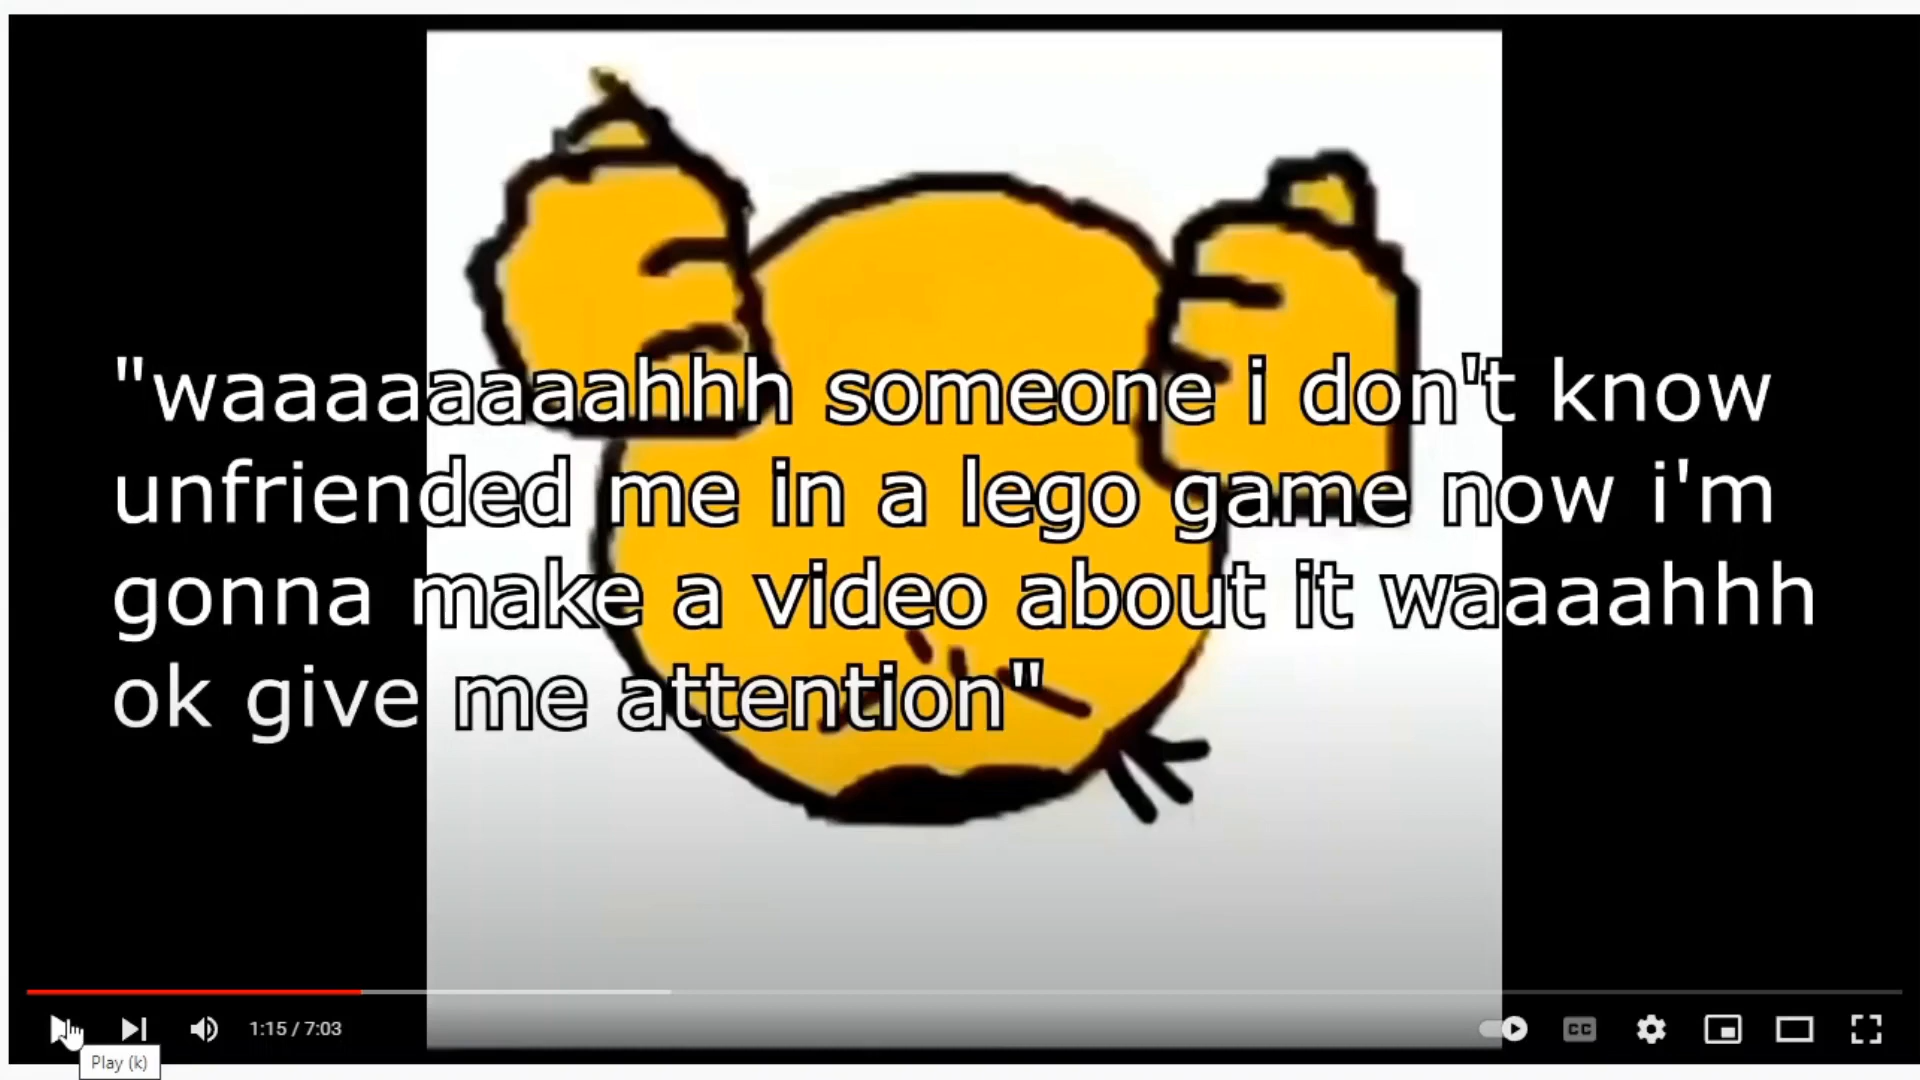 "waaaaaaaahhh someone i don't know
unfriended me in a lego game now i'm
gonna make a video about it waaaahhh
ok give me attention"
1:15 / 7:03
CC
Play (k)